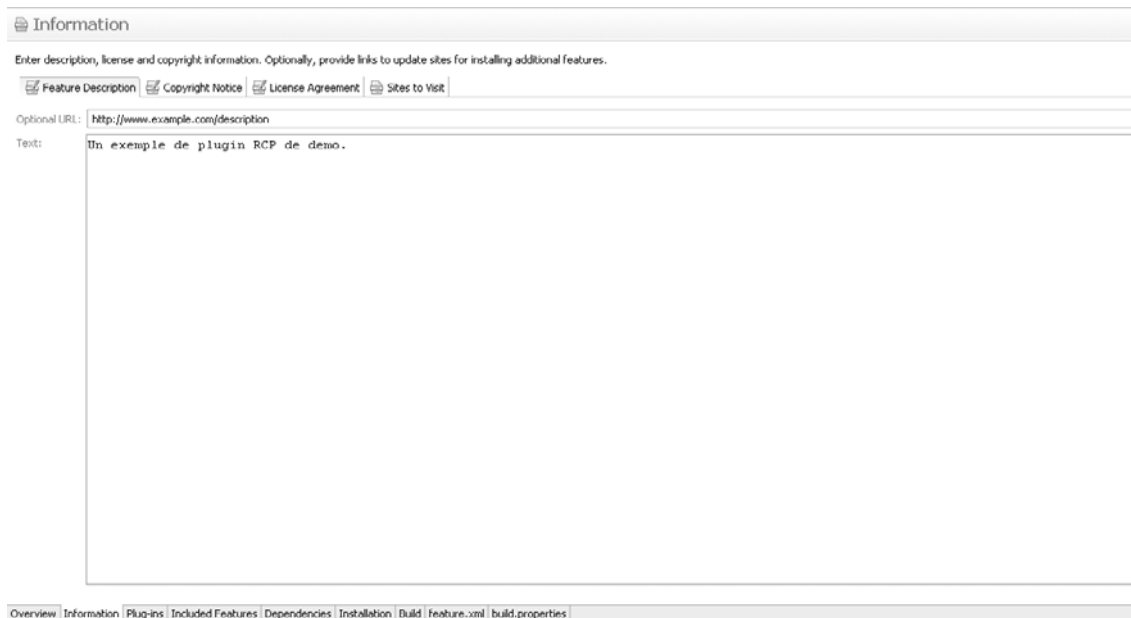 Information
Enter description, license and copyright information. Optionally, provide links to update sites for installing additional features.
Feature Description Copyright Notice License Agreement Sites to Visit
Optional URL: http://www.example.com/description
Text: Un exemple de plugin RCP de demo.
Overview Information Plug-ins Included Features Dependencies Installation Build feature.xml build.properties